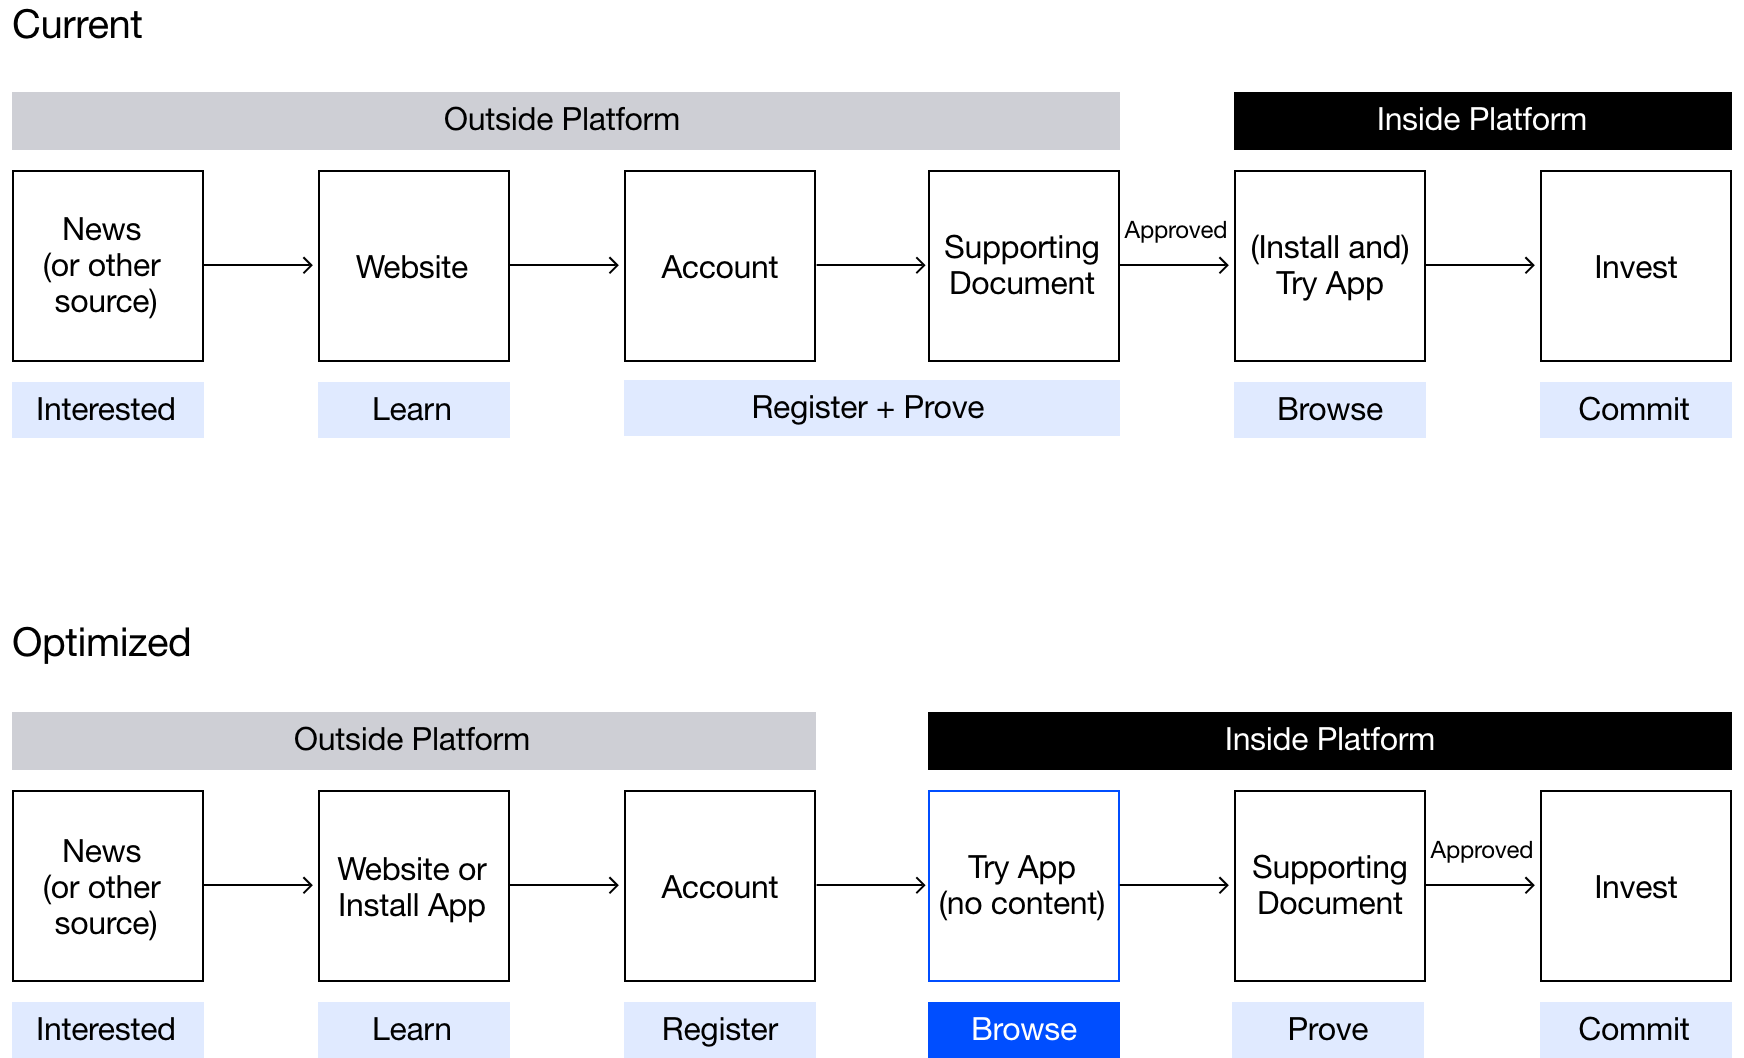 Current
Outside Platform
Inside Platform
News
(or other
source)
Website
Account
Supporting
Document
Approved
(Install and)
Try App
Invest
Interested
Learn
Register + Prove
Browse
Commit
Optimized
Outside Platform
Inside Platform
News
(or other
source)
Website or
Install App
Account
Try App
(no content)
Supporting
Document
Approved
Invest
Interested
Learn
Register
Browse
Prove
Commit